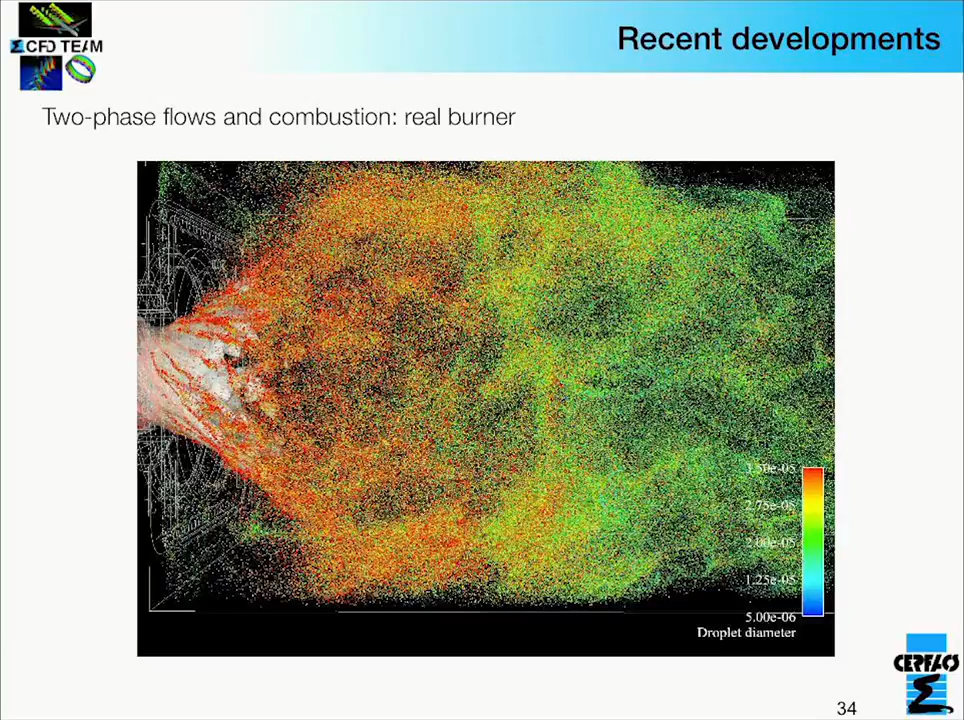 CFD TEAM
Recent developments
Two-phase flows and combustion: real burner
3.50e-05
2.75e-05
2.00e-05
1.25e-05
5.00e-06
Droplet diameter
CERFACS
34